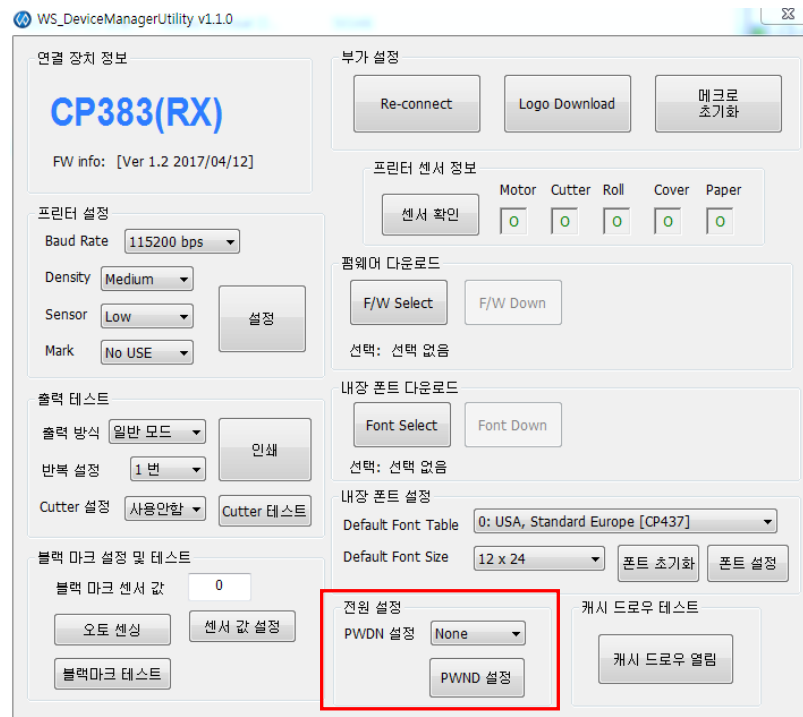 WS_DeviceManagerUtility v1.1.0
연결 장치 정보
CP383(RX)
FW info: [Ver 1.2 2017/04/12]
프린터 설정
Baud Rate 115200 bps
Density Medium
Sensor Low
Mark No USE
설정
출력 테스트
출력 방식 일반 모드
반복 설정 1 번
인쇄
Cutter 설정 사용안함 Cutter 테스트
블랙 마크 설정 및 테스트
블랙 마크 센서 값 0
오토 센싱 센서 값 설정
블랙마크 테스트
부가 설정
Re-connect Logo Download 메크로
초기화
프린터 센서 정보
Motor Cutter Roll Cover Paper
센서 확인 O O O O O
펌웨어 다운로드
F/W Select F/W Down
선택: 선택 없음
내장 폰트 다운로드
Font Select Font Down
선택: 선택 없음
내장 폰트 설정
Default Font Table 0: USA, Standard Europe [CP437]
Default Font Size 12 x 24 폰트 초기화 폰트 설정
전원 설정
PWDN 설정 None
PWND 설정
캐시 드로우 테스트
캐시 드로우 열림